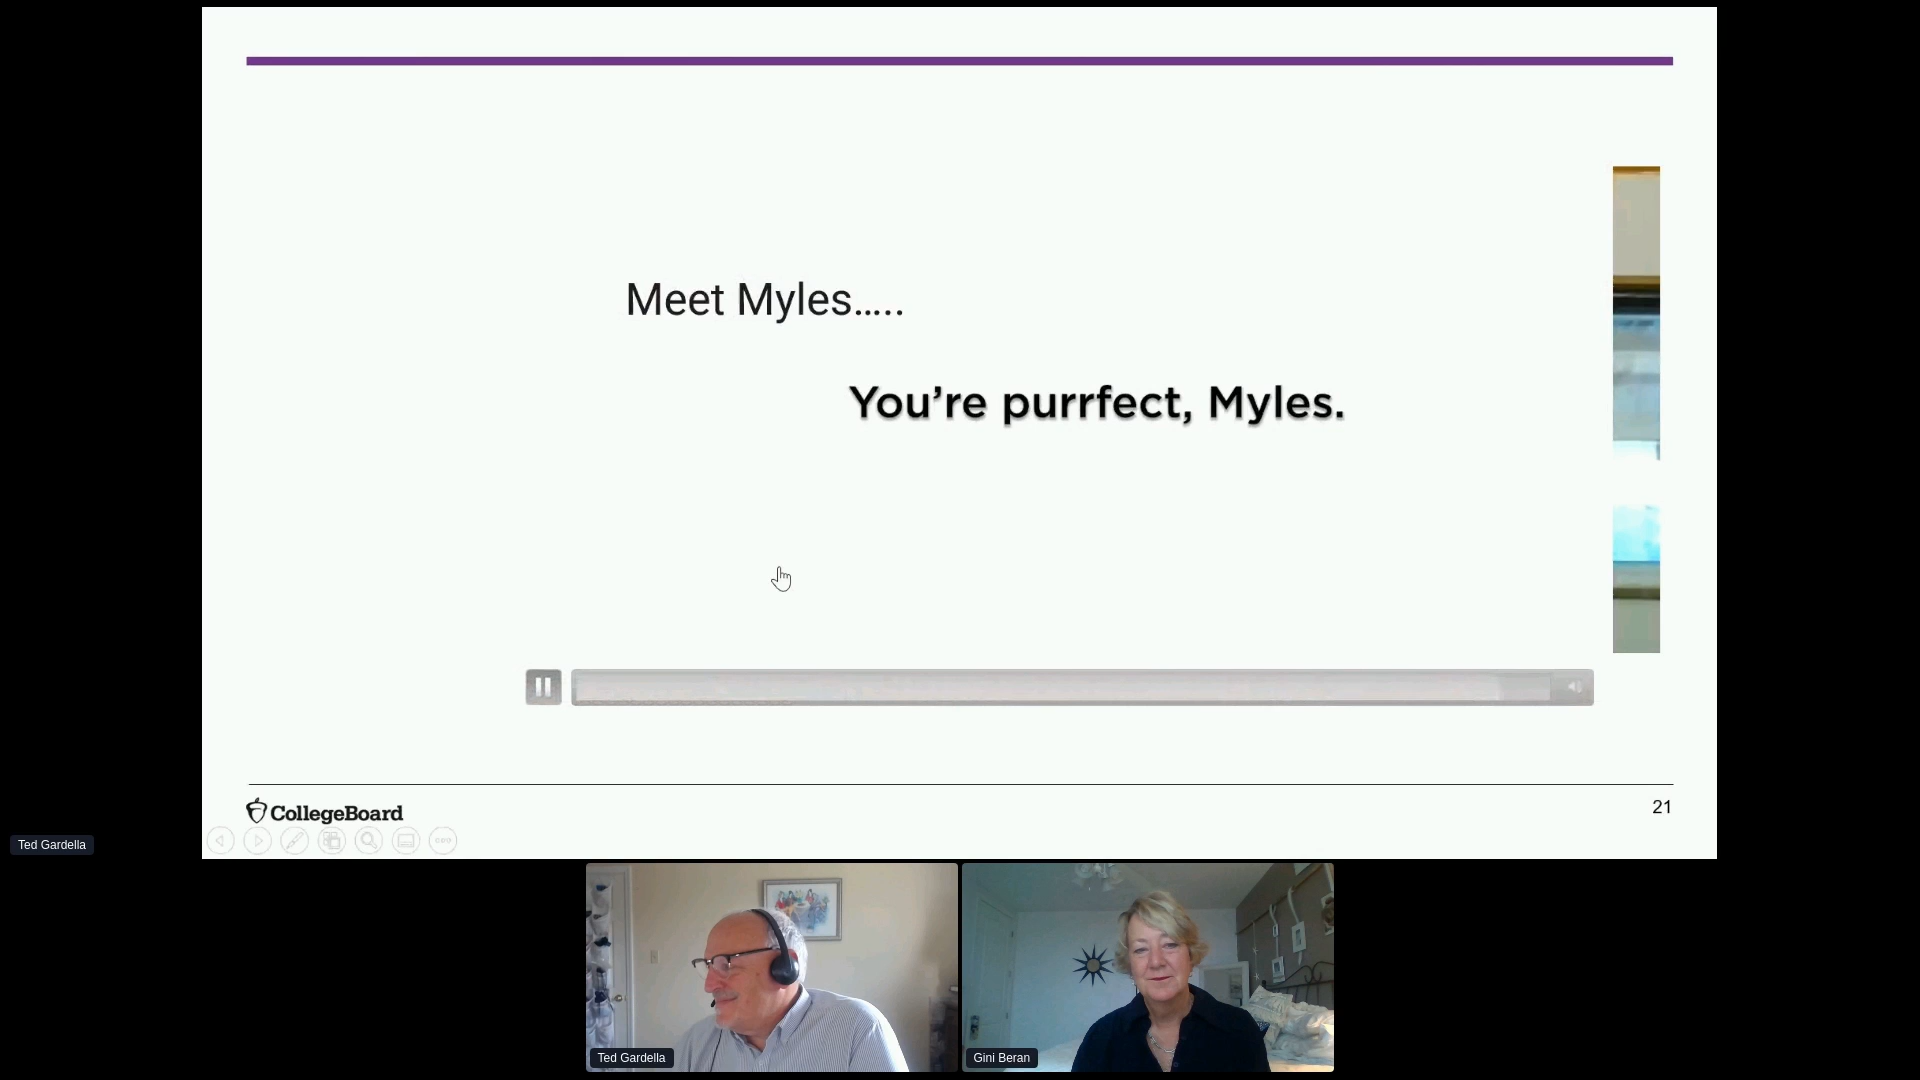 Meet Myles.....
You're purrfect, Myles.
CollegeBoard
21
Ted Gardella
Ted Gardella
Gini Beran